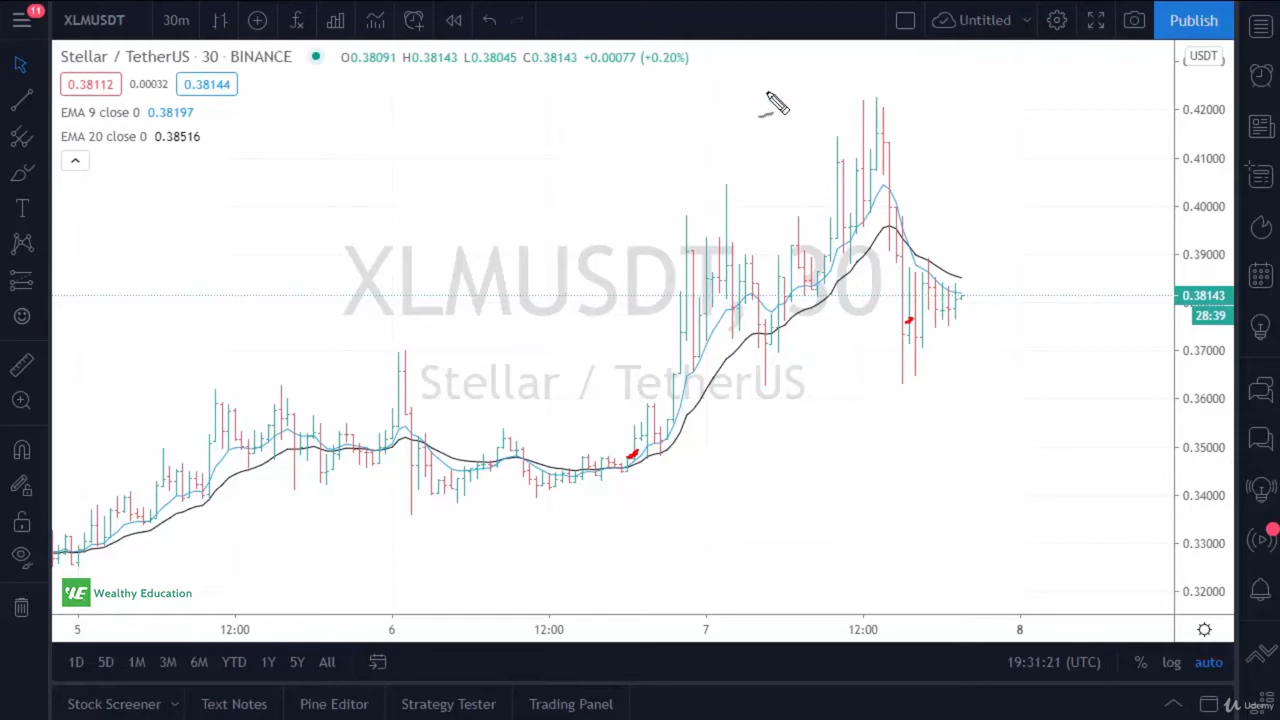 11
XLMUSDT 30m Untitled Publish
Stellar / TetherUS · 30 · BINANCE O0.38091 H0.38143 L0.38045 C0.38143 +0.00077 (+0.20%)
USDT
0.38112 0.00032 0.38144
EMA 9 close 0 0.38197
EMA 20 close 0 0.38516
0.42000
0.41000
0.40000
0.39000
0.38143
28:39
0.37000
0.36000
0.35000
0.34000
0.33000
0.32000
XLMUSDT, 30
Stellar / TetherUS
WE Wealthy Education
5 12:00 6 12:00 7 12:00 8
1D 5D 1M 3M 6M YTD 1Y 5Y All 19:31:21 (UTC) % log auto
Stock Screener Text Notes Pine Editor Strategy Tester Trading Panel
Udemy